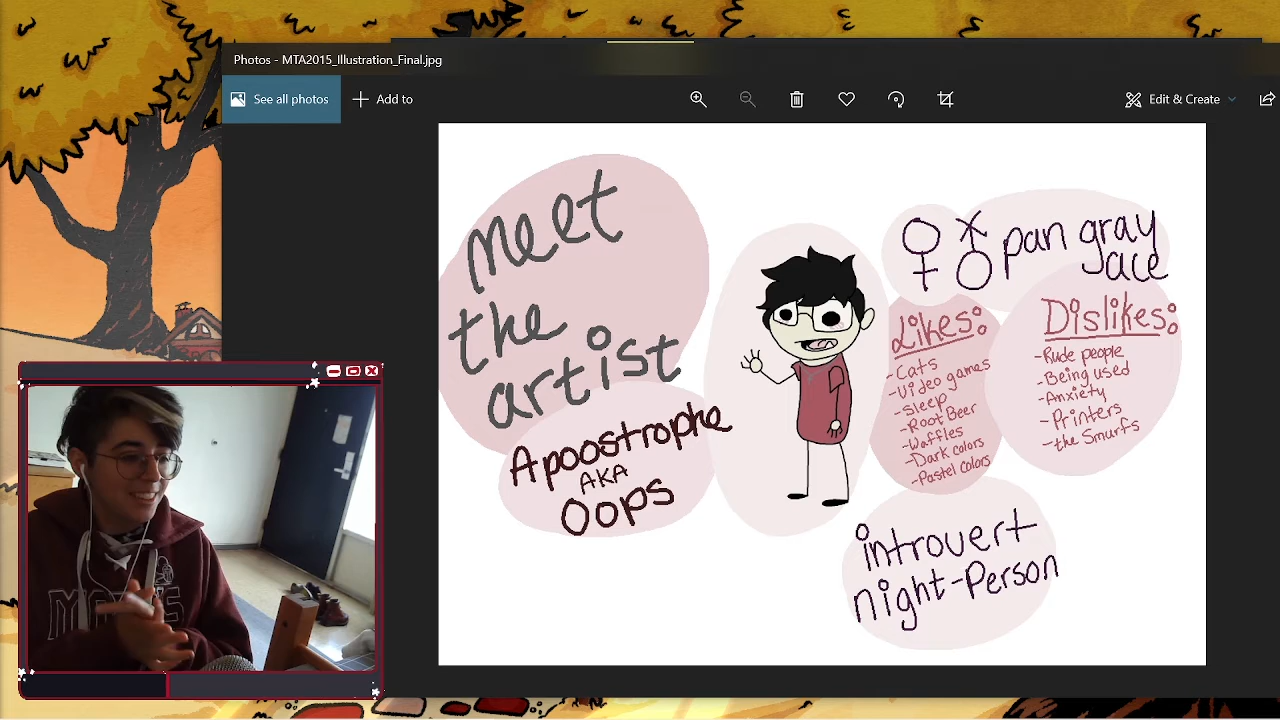 Photos - MTA2015_Illustration_Final.jpg
See all photos
Add to
Edit & Create
Meet
the
artist
Apoostrophe
AKA
Oops
pan gray
ace
Likes:
-Cats
-Video games
-Sleep
-Root Beer
-Waffles
-Dark colors
-Pastel colors
Dislikes:
-Rude people
-Being used
-Anxiety
-Printers
-the Smurfs
introvert
night-Person